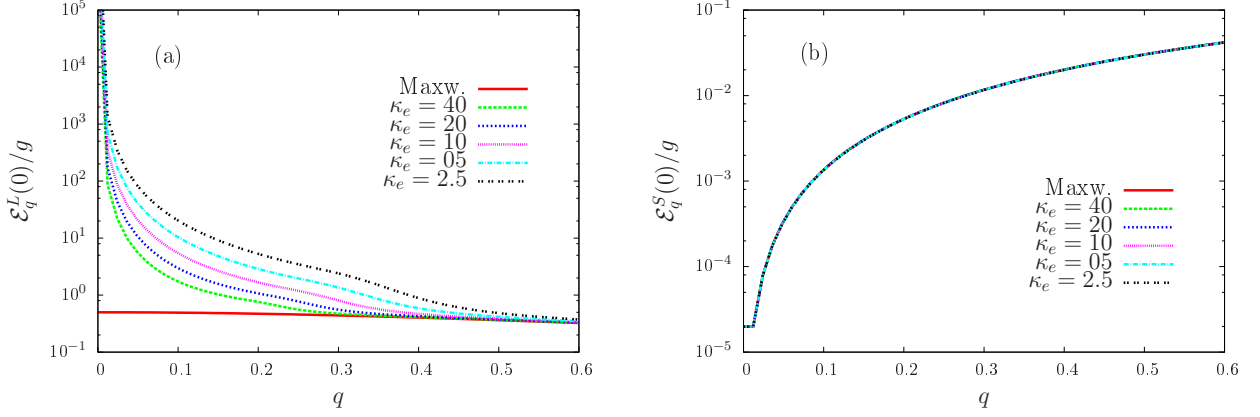 (a)
10^5
10^4
10^3
10^2
10^1
10^0
10^{-1}
ℰ_q^L(0)/g
Maxw.
κ_e = 40
κ_e = 20
κ_e = 10
κ_e = 05
κ_e = 2.5
0 0.1 0.2 0.3 0.4 0.5 0.6
q
(b)
10^{-1}
10^{-2}
10^{-3}
10^{-4}
10^{-5}
ℰ_q^S(0)/g
Maxw.
κ_e = 40
κ_e = 20
κ_e = 10
κ_e = 05
κ_e = 2.5
0 0.1 0.2 0.3 0.4 0.5 0.6
q